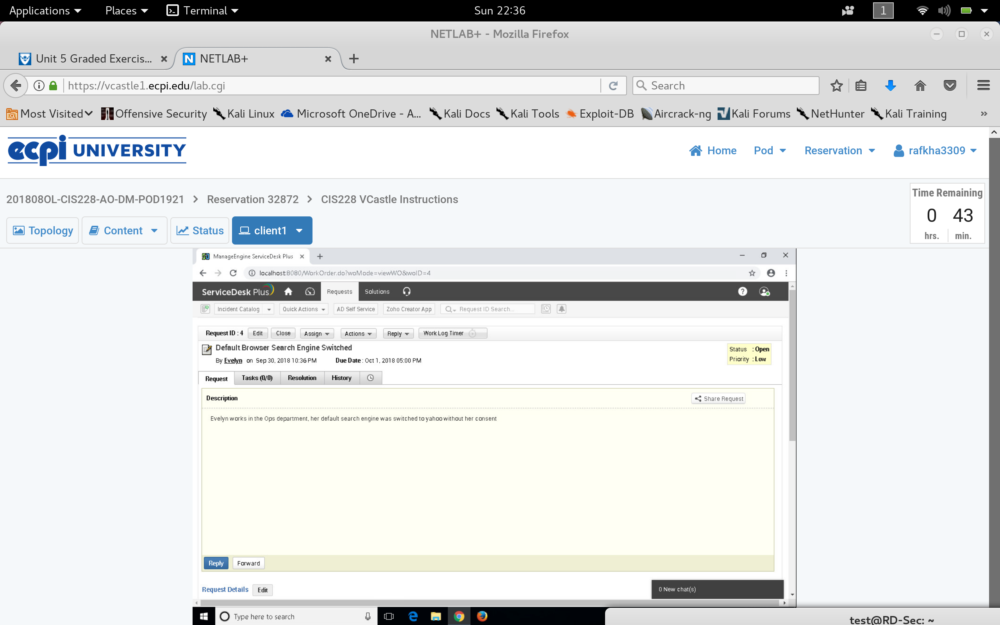 Applications Places Terminal Sun 22:36 1
NETLAB+ - Mozilla Firefox
Unit 5 Graded Exercis... NETLAB+
https://vcastle1.ecpi.edu/lab.cgi Search
Most Visited Offensive Security Kali Linux Microsoft OneDrive - A... Kali Docs Kali Tools Exploit-DB Aircrack-ng Kali Forums NetHunter Kali Training »
ecpi UNIVERSITY Home Pod Reservation rafkha3309
201808OL-CIS228-AO-DM-POD1921 > Reservation 32872 > CIS228 VCastle Instructions
Time Remaining
0 43
hrs. min.
Topology Content Status client1
ManageEngine ServiceDesk Plus
localhost:8080/WorkOrder.do?woMode=viewWO&woID=4
ServiceDesk Plus Requests Solutions
Incident Catalog Quick Actions AD Self Service Zoho Creator App Request ID Search...
Request ID : 4 Edit Close Assign Actions Reply Work Log Timer
Default Browser Search Engine Switched
By Evelyn on Sep 30, 2018 10:36 PM Due Date : Oct 1, 2018 05:00 PM
Status : Open
Priority : Low
Request Tasks (0/0) Resolution History
Description Share Request
Evelyn works in the Ops department, her default search engine was switched to yahoo without her consent
Reply Forward
Request Details Edit 0 New chat(s)
Type here to search
test@RD-Sec: ~